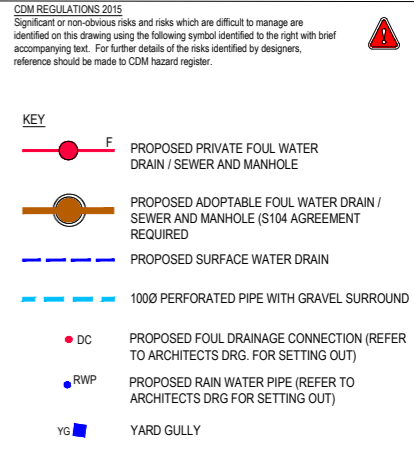 CDM REGULATIONS 2015
Significant or non-obvious risks and risks which are difficult to manage are
identified on this drawing using the following symbol identified to the right with brief
accompanying text. For further details of the risks identified by designers,
reference should be made to CDM hazard register.
KEY
F
PROPOSED PRIVATE FOUL WATER
DRAIN / SEWER AND MANHOLE
PROPOSED ADOPTABLE FOUL WATER DRAIN /
SEWER AND MANHOLE (S104 AGREEMENT
REQUIRED
PROPOSED SURFACE WATER DRAIN
100Ø PERFORATED PIPE WITH GRAVEL SURROUND
DC
PROPOSED FOUL DRAINAGE CONNECTION (REFER
TO ARCHITECTS DRG. FOR SETTING OUT)
RWP
PROPOSED RAIN WATER PIPE (REFER TO
ARCHITECTS DRG FOR SETTING OUT)
YG
YARD GULLY